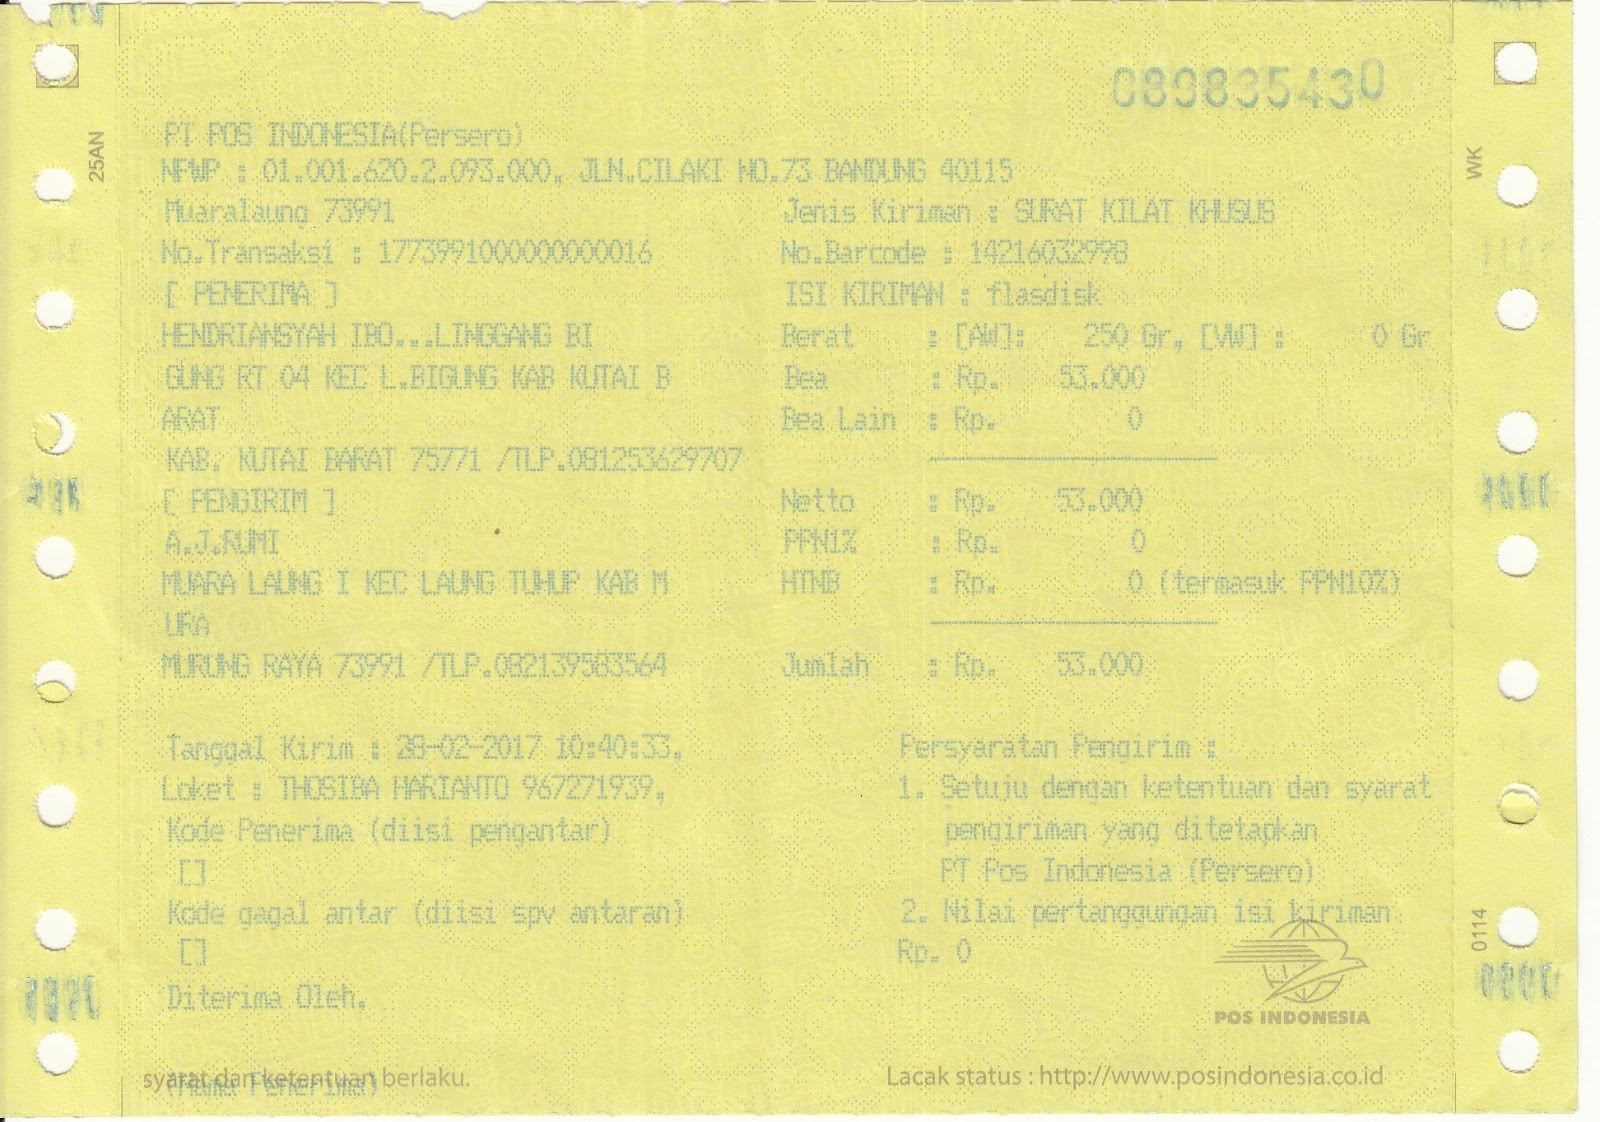 089835430
25AN
WK
PT POS INDONESIA(Persero)
NPWP : 01.001.620.2.093.000, JLN.CILAKI NO.73 BANDUNG 40115
Muaralaung 73991
Jenis Kiriman : SURAT KILAT KHUSUS
No.Transaksi : 1773991000000000016
No.Barcode : 14216032998
[ PENERIMA ]
ISI KIRIMAN : flasdisk
HENDRIANSYAH IBO...LINGGANG BI
Berat : [AW]: 250 Gr, [VW] : 0 Gr
GUNG RT 04 KEC L.BIGUNG KAB KUTAI B
Bea : Rp. 53.000
ARAT
Bea Lain : Rp. 0
KAB. KUTAI BARAT 75771 /TLP.081253629707
[ PENGIRIM ]
Netto : Rp. 53.000
A.J.RUMI
PPN1% : Rp. 0
MUARA LAUNG I KEC LAUNG TUHUP KAB M
HTNB : Rp. 0 (termasuk PPN10%)
URA
MURUNG RAYA 73991 /TLP.082139583564
Jumlah : Rp. 53.000
Tanggal Kirim : 28-02-2017 10:40:33,
Loket : THOSIBA HARIANTO 967271939,
Kode Penerima (diisi pengantar)
[]
Kode gagal antar (diisi spv antaran)
[]
Diterima Oleh,
Persyaratan Pengirim :
1. Setuju dengan ketentuan dan syarat
pengiriman yang ditetapkan
PT Pos Indonesia (Persero)
2. Nilai pertanggungan isi kiriman
Rp. 0
0114
POS INDONESIA
syarat dan ketentuan berlaku.
(Nama Penerima)
Lacak status : http://www.posindonesia.co.id